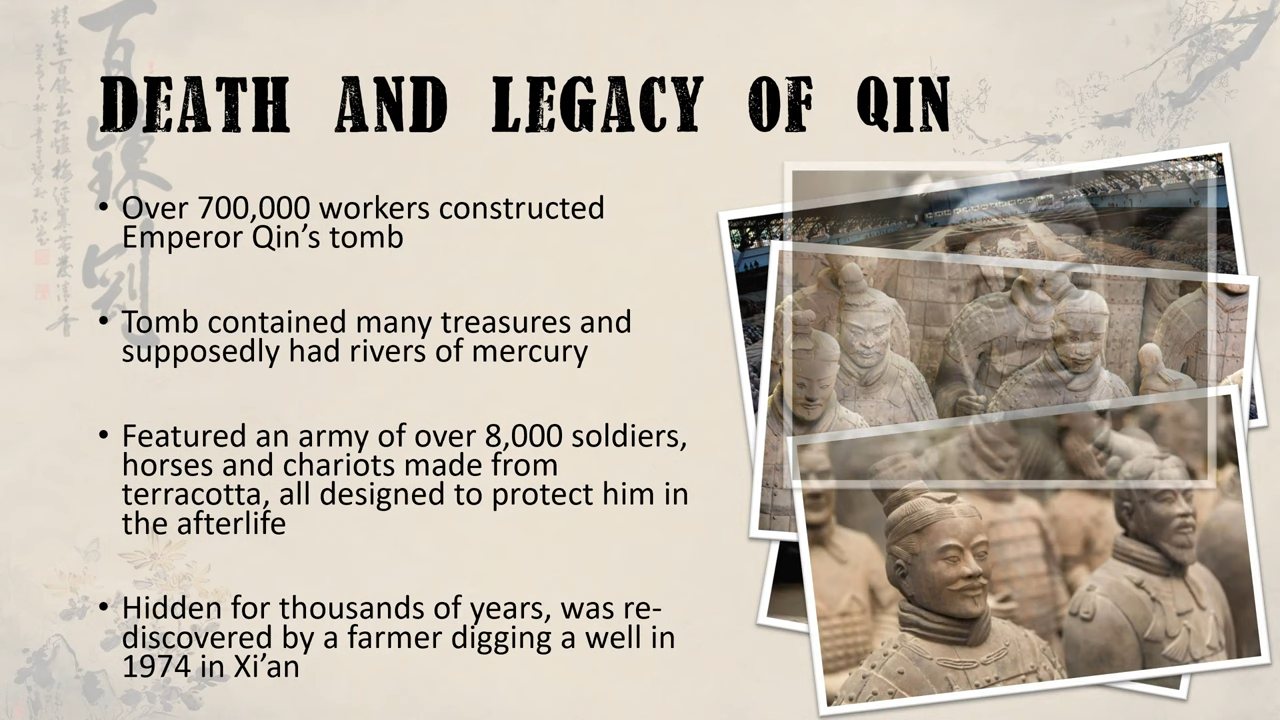 DEATH AND LEGACY OF QIN
• Over 700,000 workers constructed
Emperor Qin's tomb
• Tomb contained many treasures and
supposedly had rivers of mercury
• Featured an army of over 8,000 soldiers,
horses and chariots made from
terracotta, all designed to protect him in
the afterlife
• Hidden for thousands of years, was re-
discovered by a farmer digging a well in
1974 in Xi'an
百